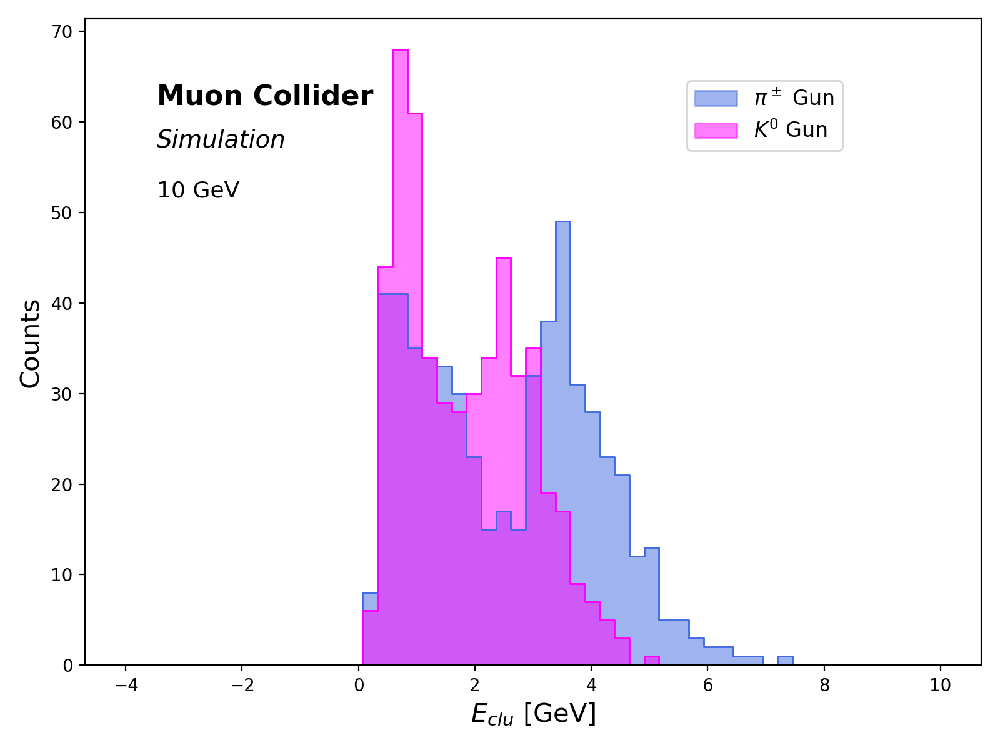 Muon Collider
Simulation
10 GeV
π± Gun
K⁰ Gun
70
60
50
40
30
20
10
0
Counts
−4 −2 0 2 4 6 8 10
E_clu [GeV]